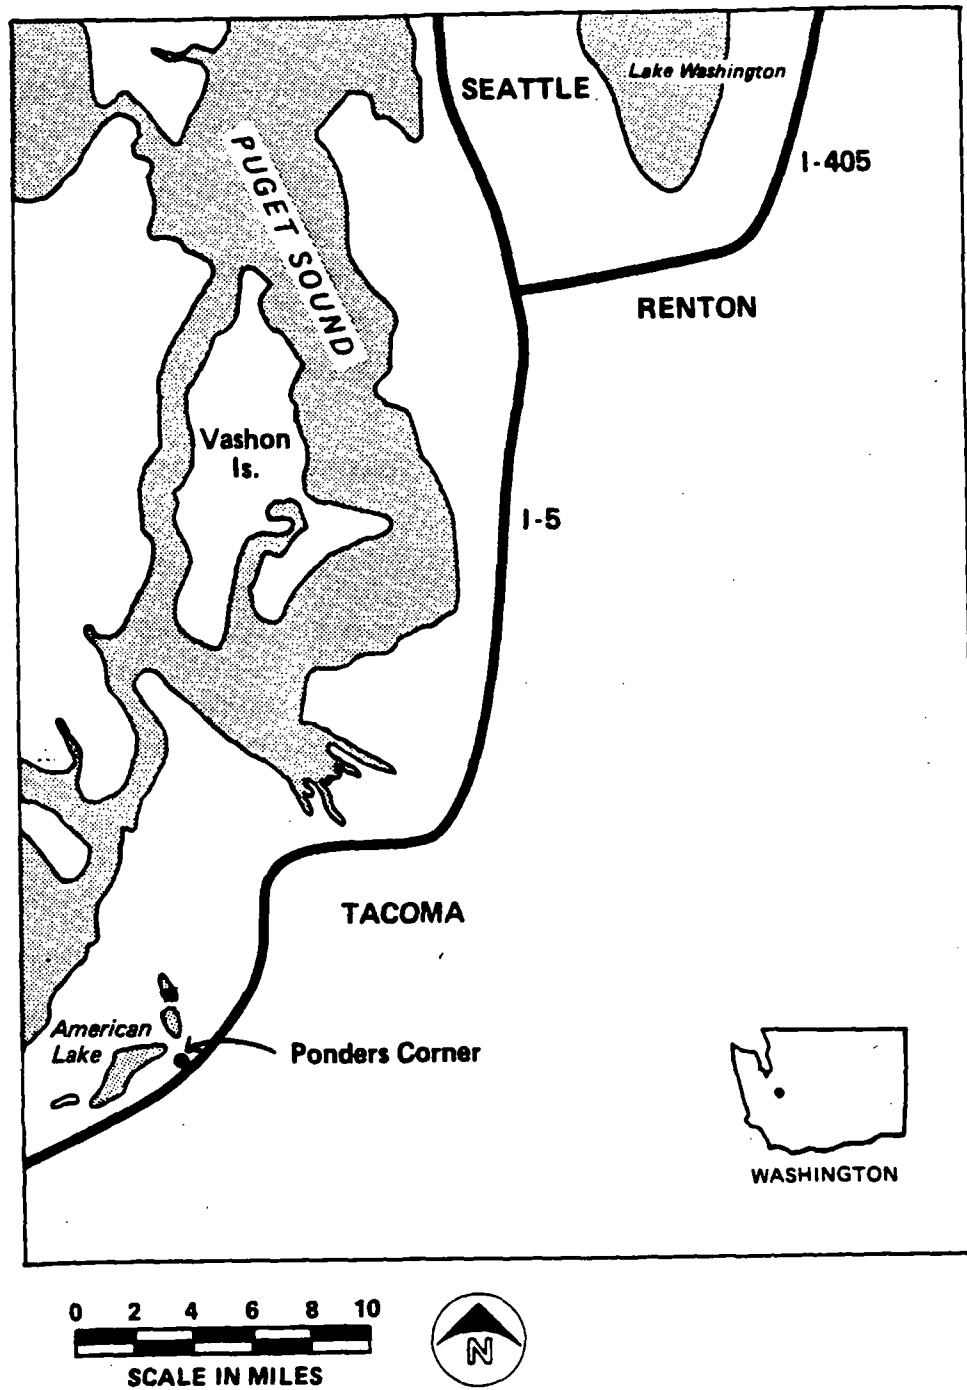 SEATTLE
Lake Washington
I-405
PUGET SOUND
RENTON
Vashon
Is.
I-5
TACOMA
American
Lake
Ponders Corner
WASHINGTON
0 2 4 6 8 10
SCALE IN MILES
N